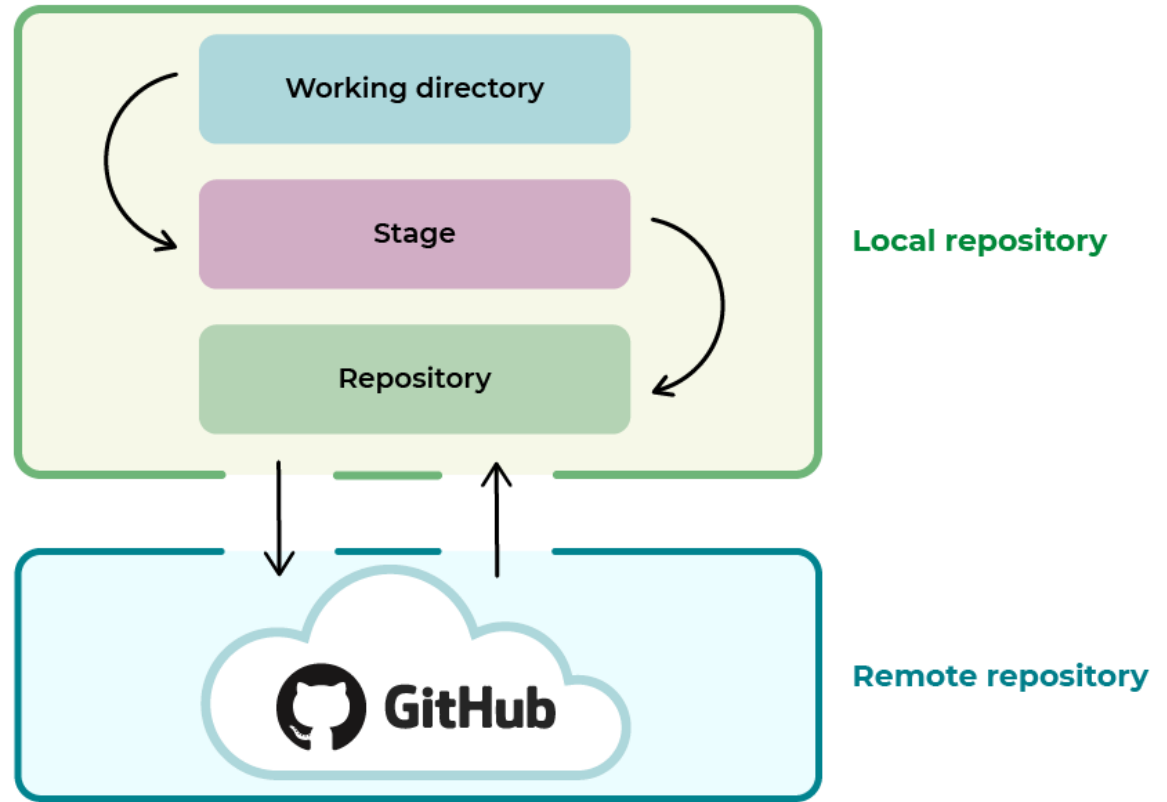 Working directory
Stage
Local repository
Repository
GitHub
Remote repository